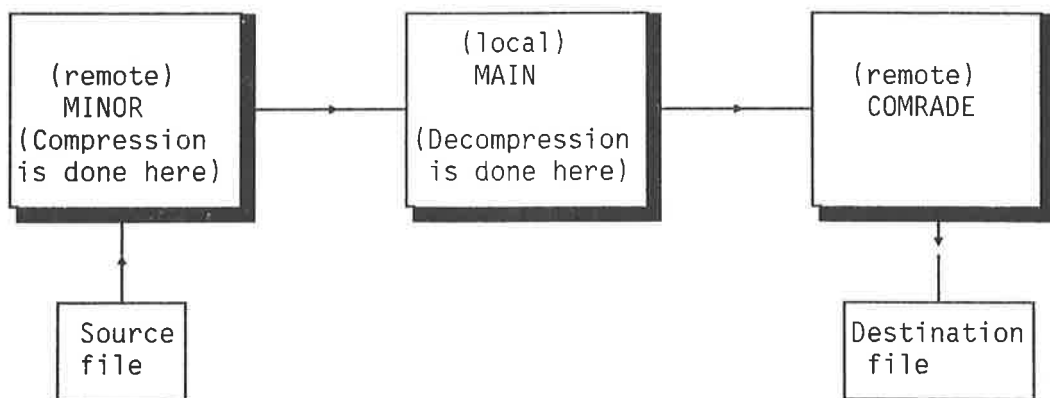 (remote)
MINOR
(Compression
is done here)
(local)
MAIN
(Decompression
is done here)
(remote)
COMRADE
Source
file
Destination
file